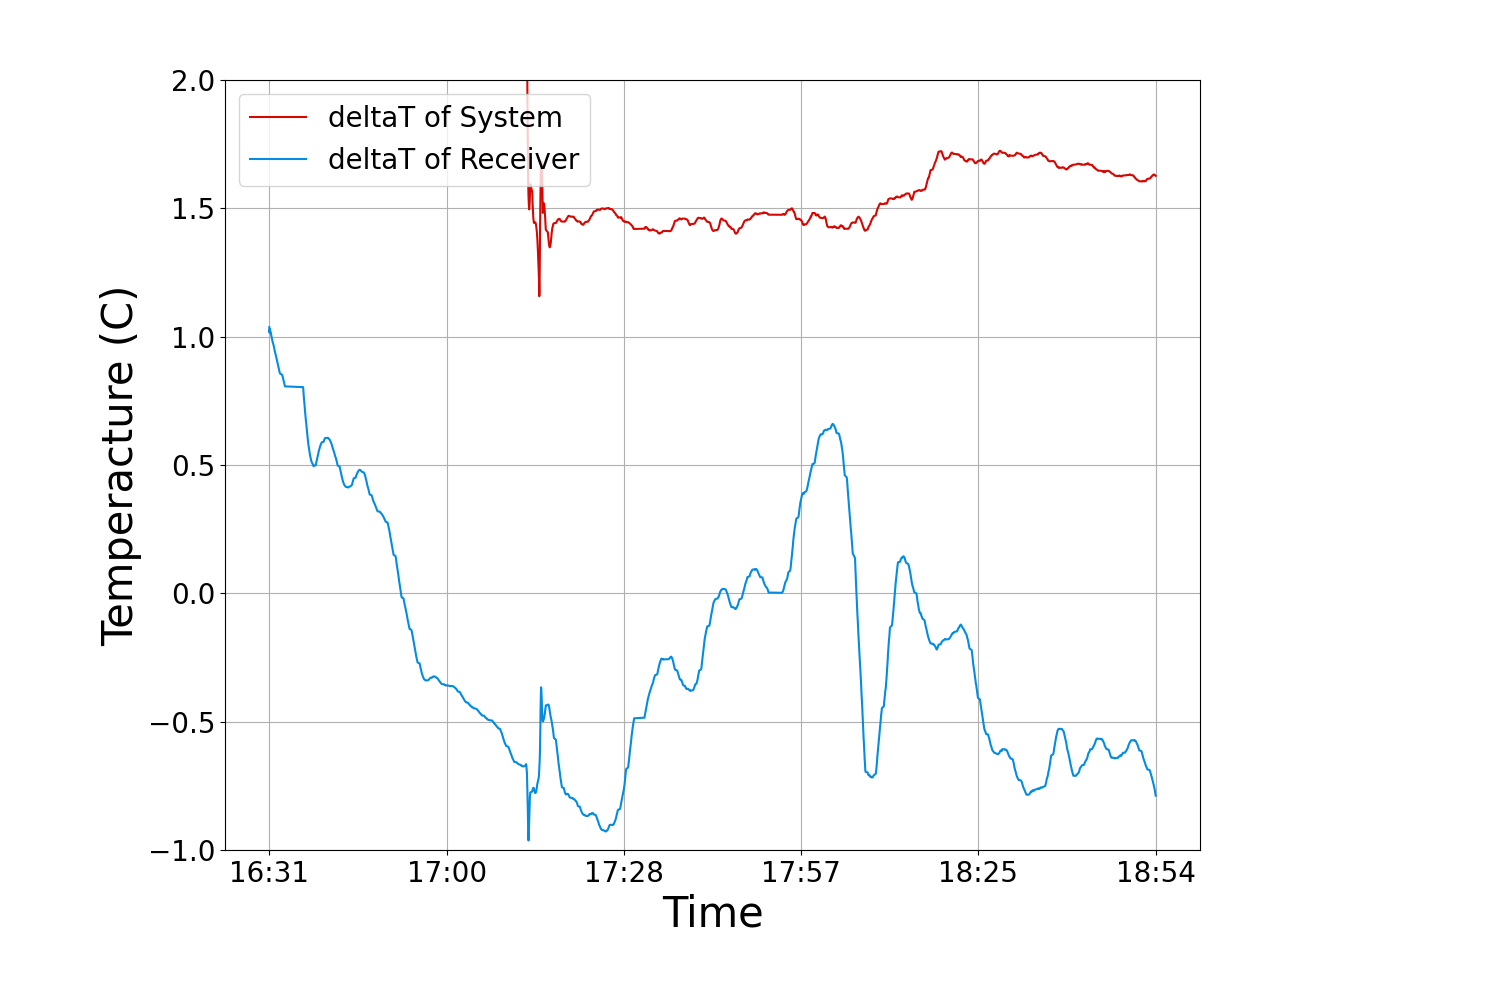 2.0
deltaT of System
deltaT of Receiver
1.5
1.0
0.5
0.0
−0.5
−1.0
Temperacture (C)
16:31 17:00 17:28 17:57 18:25 18:54
Time